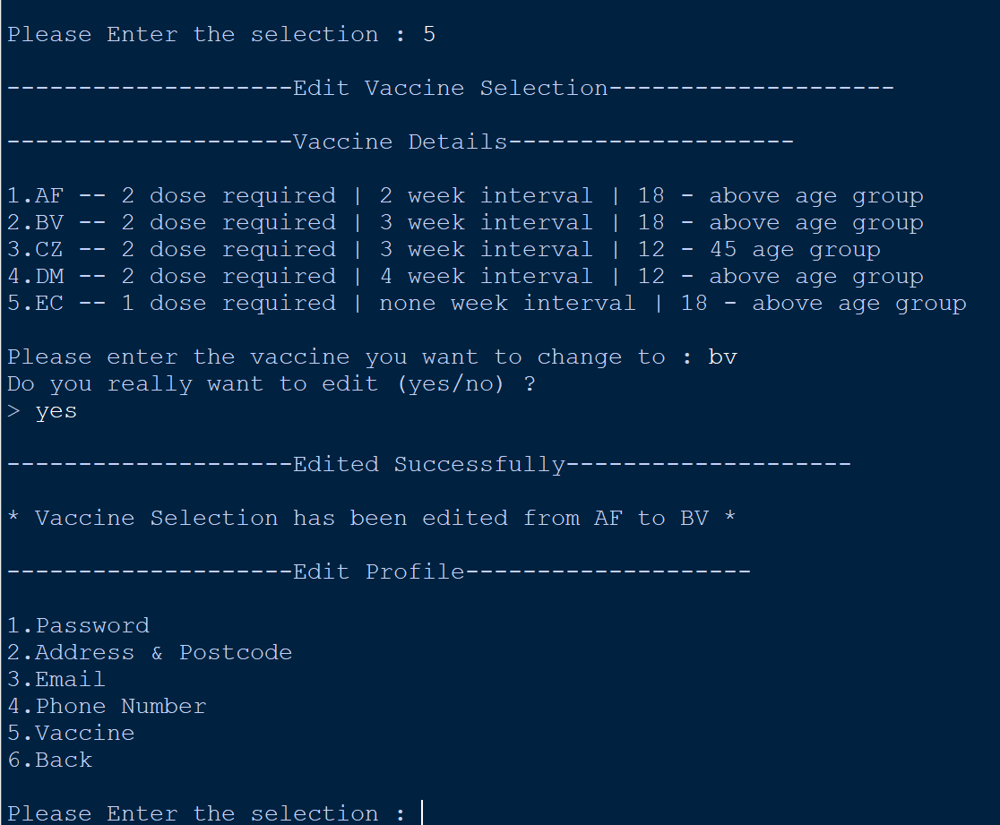 Please Enter the selection : 5
--------------------Edit Vaccine Selection--------------------
--------------------Vaccine Details--------------------
1.AF -- 2 dose required | 2 week interval | 18 - above age group
2.BV -- 2 dose required | 3 week interval | 18 - above age group
3.CZ -- 2 dose required | 3 week interval | 12 - 45 age group
4.DM -- 2 dose required | 4 week interval | 12 - above age group
5.EC -- 1 dose required | none week interval | 18 - above age group
Please enter the vaccine you want to change to : bv
Do you really want to edit (yes/no) ?
> yes
--------------------Edited Successfully--------------------
* Vaccine Selection has been edited from AF to BV *
--------------------Edit Profile--------------------
1.Password
2.Address & Postcode
3.Email
4.Phone Number
5.Vaccine
6.Back
Please Enter the selection :